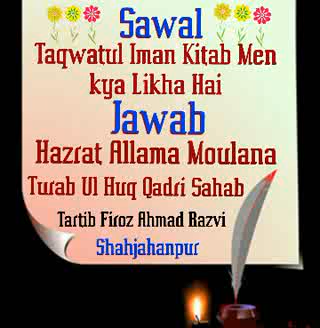 Sawal
Taqwatul Iman Kitab Men
kya Likha Hai
Jawab
Hazrat Allama Moulana
Turab Ul Huq Qadri Sahab
Tartib Firoz Ahmad Razvi
Shahjahanpur